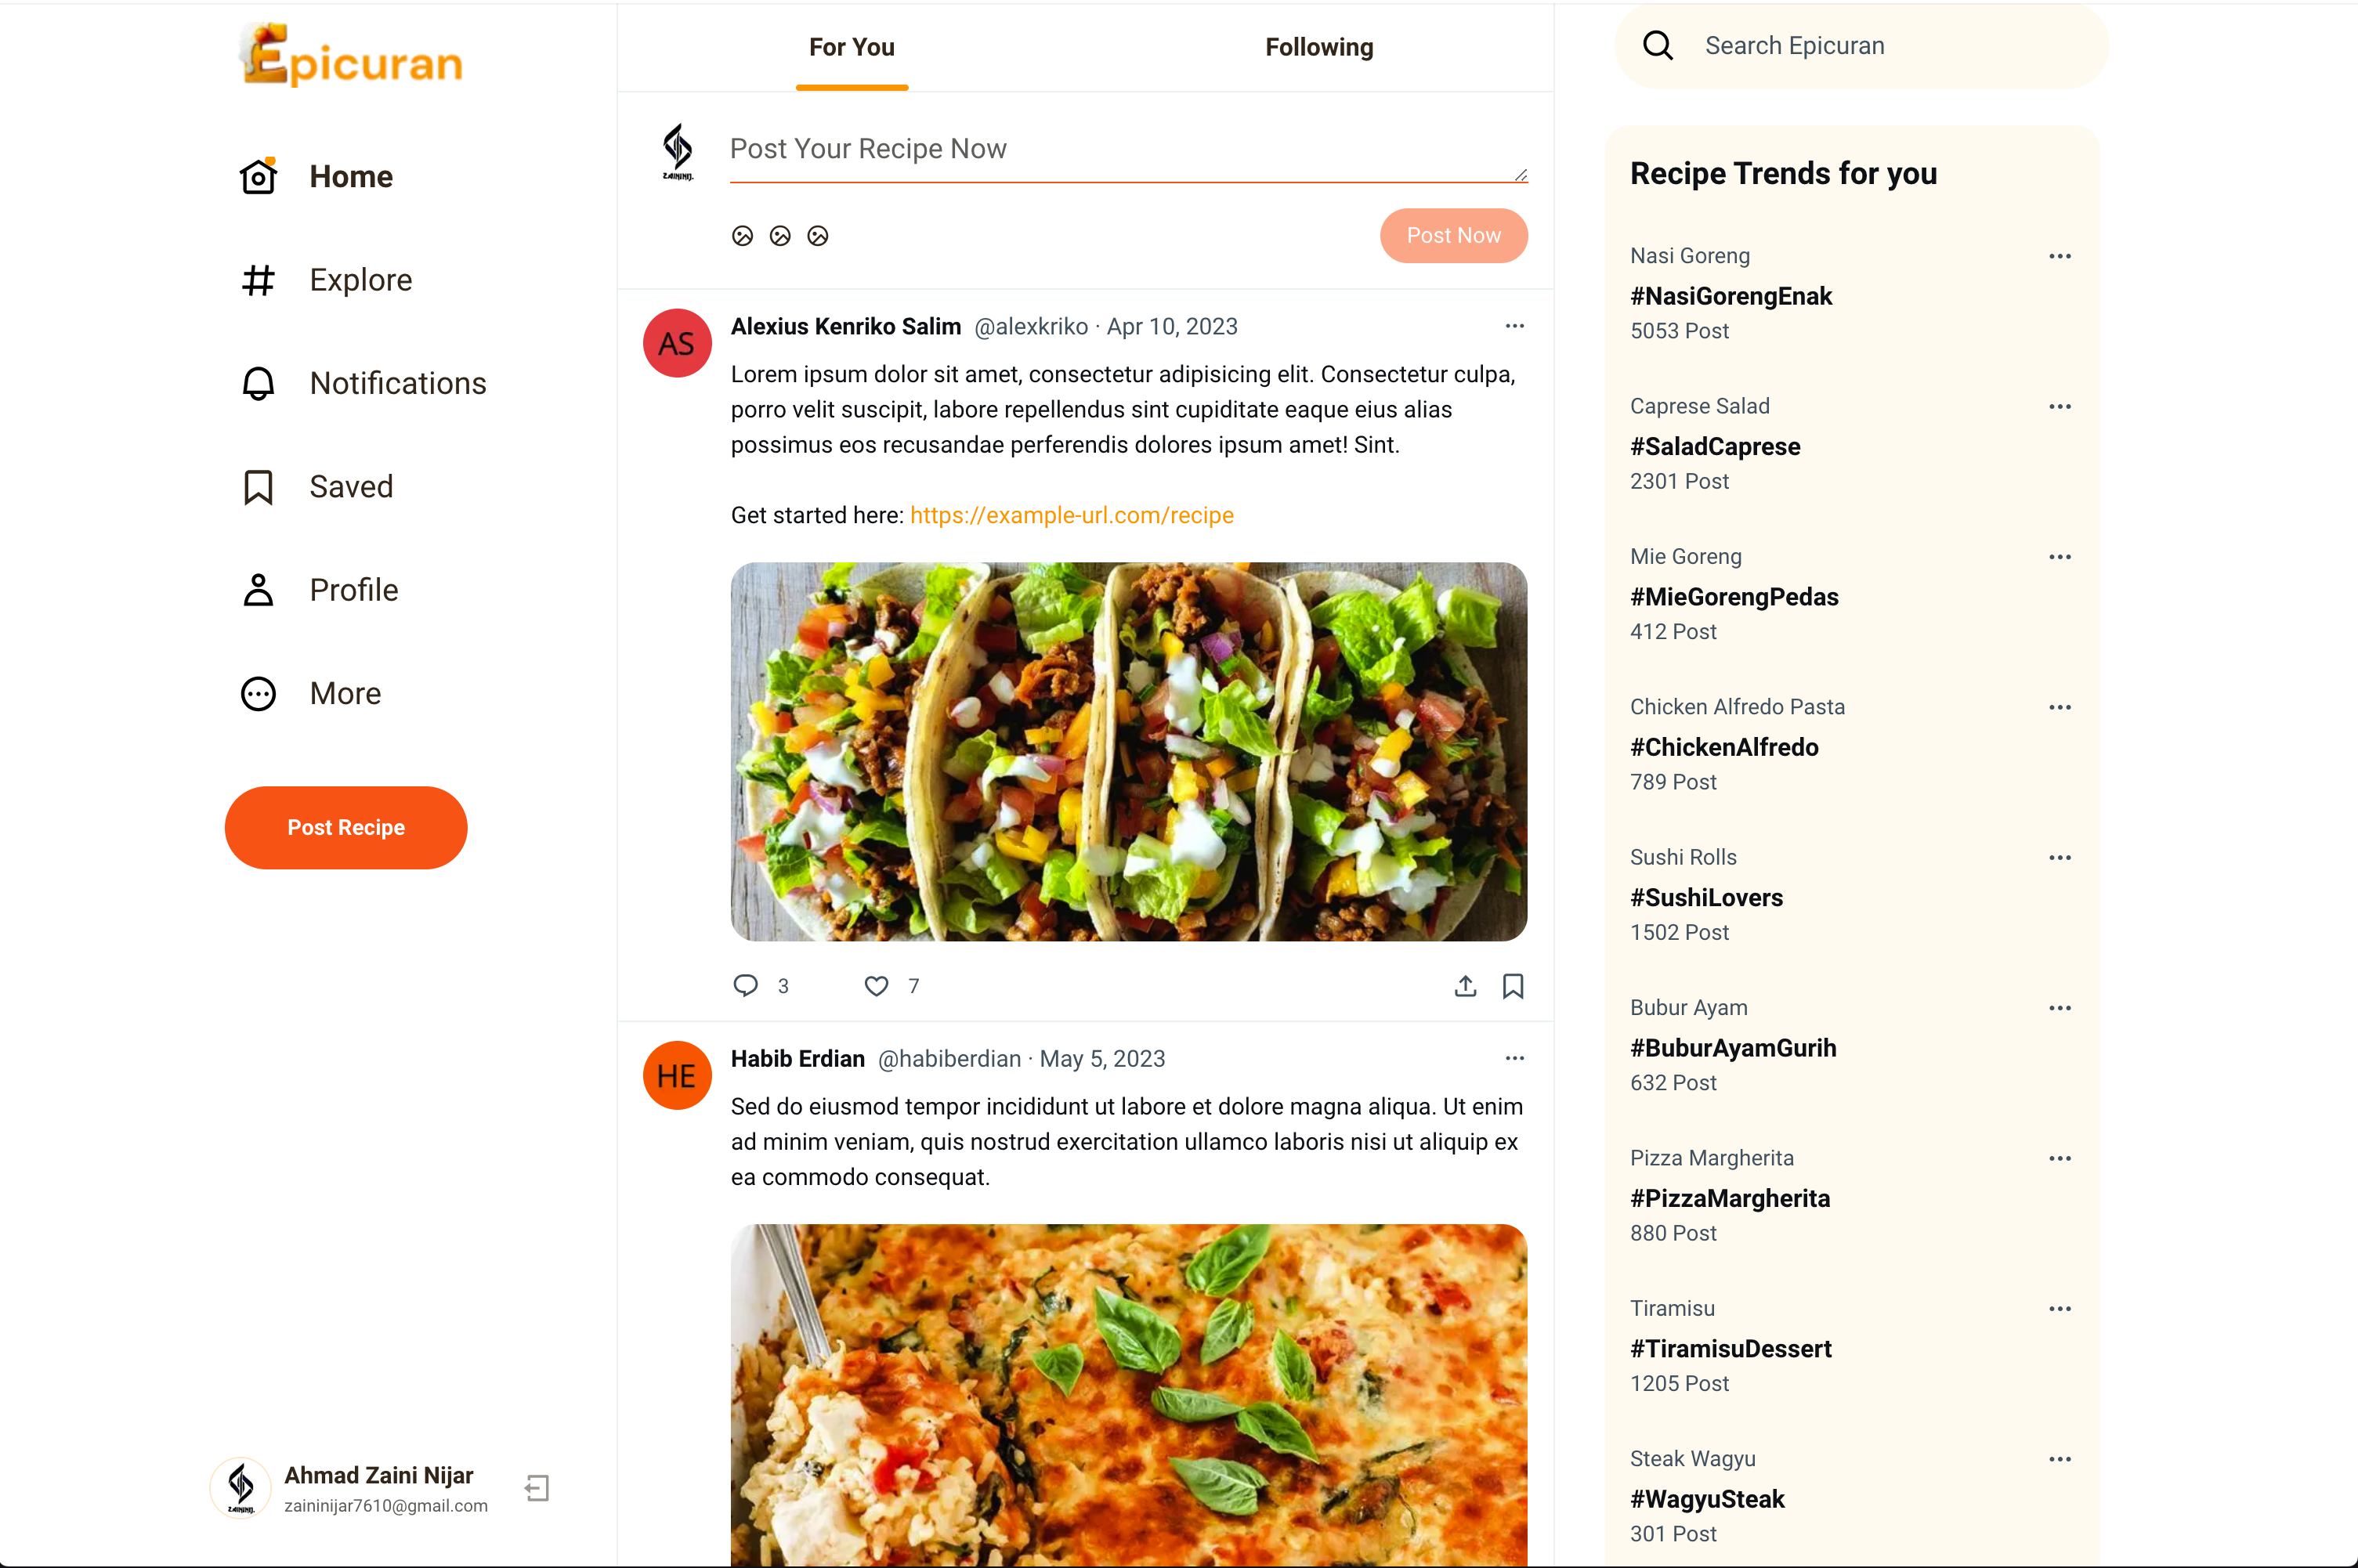 Epicuran
Home
Explore
Notifications
Saved
Profile
More
Post Recipe
ZAININIJ.
Ahmad Zaini Nijar
zaininijar7610@gmail.com
For You
Following
ZAININIJ.
Post Your Recipe Now
Post Now
AS
Alexius Kenriko Salim @alexkriko · Apr 10, 2023
Lorem ipsum dolor sit amet, consectetur adipisicing elit. Consectetur culpa,
porro velit suscipit, labore repellendus sint cupiditate eaque eius alias
possimus eos recusandae perferendis dolores ipsum amet! Sint.
Get started here: https://example-url.com/recipe
3
7
HE
Habib Erdian @habiberdian · May 5, 2023
Sed do eiusmod tempor incididunt ut labore et dolore magna aliqua. Ut enim
ad minim veniam, quis nostrud exercitation ullamco laboris nisi ut aliquip ex
ea commodo consequat.
Search Epicuran
Recipe Trends for you
Nasi Goreng
#NasiGorengEnak
5053 Post
Caprese Salad
#SaladCaprese
2301 Post
Mie Goreng
#MieGorengPedas
412 Post
Chicken Alfredo Pasta
#ChickenAlfredo
789 Post
Sushi Rolls
#SushiLovers
1502 Post
Bubur Ayam
#BuburAyamGurih
632 Post
Pizza Margherita
#PizzaMargherita
880 Post
Tiramisu
#TiramisuDessert
1205 Post
Steak Wagyu
#WagyuSteak
301 Post